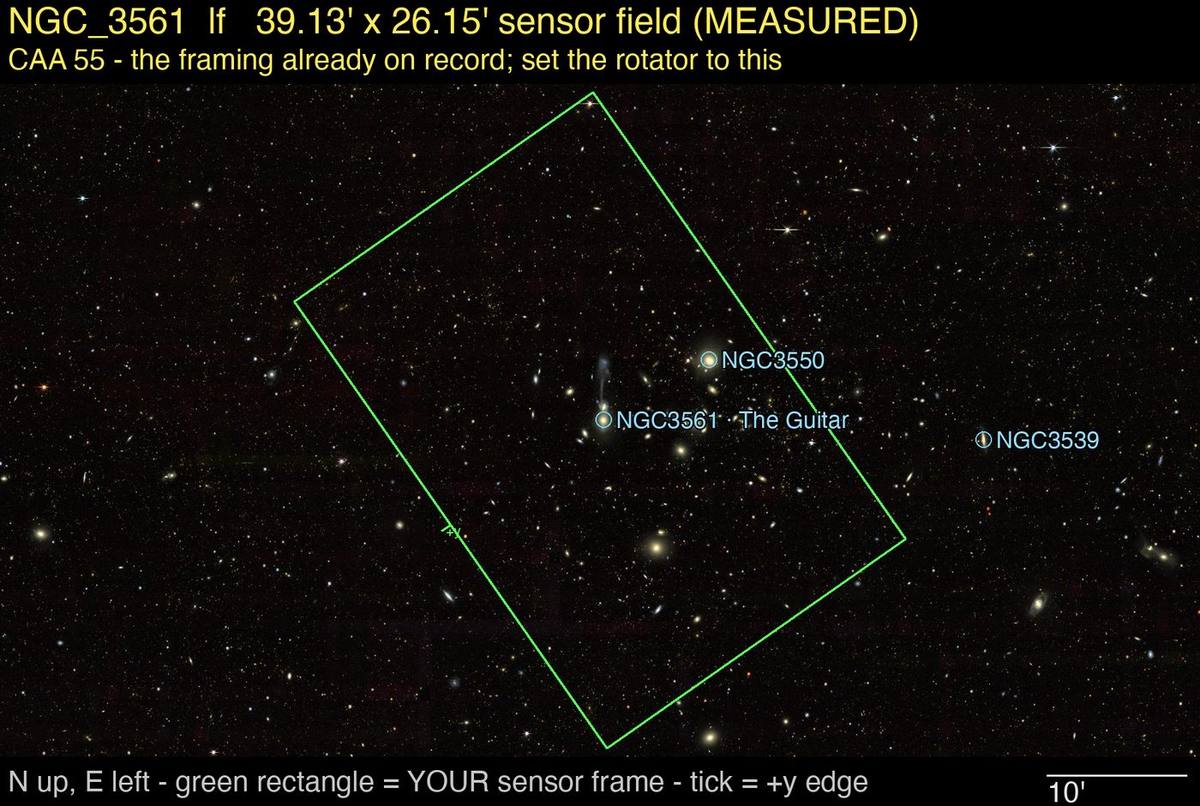 NGC_3561 lf 39.13' x 26.15' sensor field (MEASURED)
CAA 55 - the framing already on record; set the rotator to this
NGC3550
NGC3561 · The Guitar
NGC3539
+y
N up, E left - green rectangle = YOUR sensor frame - tick = +y edge
10'